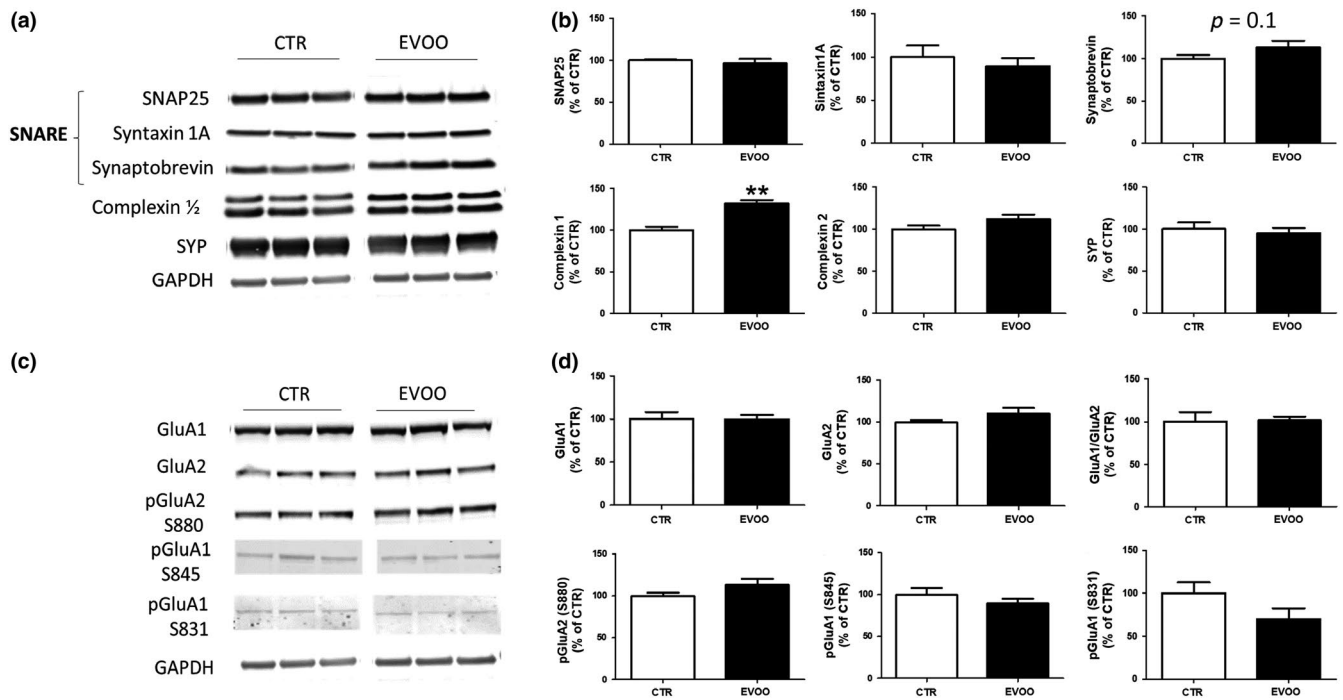 (a)
CTR EVOO
SNARE
SNAP25
Syntaxin 1A
Synaptobrevin
Complexin ½
SYP
GAPDH
(b)
SNAP25
(% of CTR)
150
100
50
0
CTR EVOO
Sintaxin1A
(% of CTR)
150
100
50
0
CTR EVOO
p = 0.1
Synaptobrevin
(% of CTR)
150
100
50
0
CTR EVOO
Complexin 1
(% of CTR)
150
100
50
0
**
CTR EVOO
Complexin 2
(% of CTR)
150
100
50
0
CTR EVOO
SYP
(% of CTR)
150
100
50
0
CTR EVOO
(c)
CTR EVOO
GluA1
GluA2
pGluA2
S880
pGluA1
S845
pGluA1
S831
GAPDH
(d)
GluA1
(% of CTR)
150
100
50
0
CTR EVOO
GluA2
(% of CTR)
150
100
50
0
CTR EVOO
GluA1/GluA2
(% of CTR)
150
100
50
0
CTR EVOO
pGluA2 (S880)
(% of CTR)
150
100
50
0
CTR EVOO
pGluA1 (S845)
(% of CTR)
150
100
50
0
CTR EVOO
pGluA1 (S831)
(% of CTR)
150
100
50
0
CTR EVOO